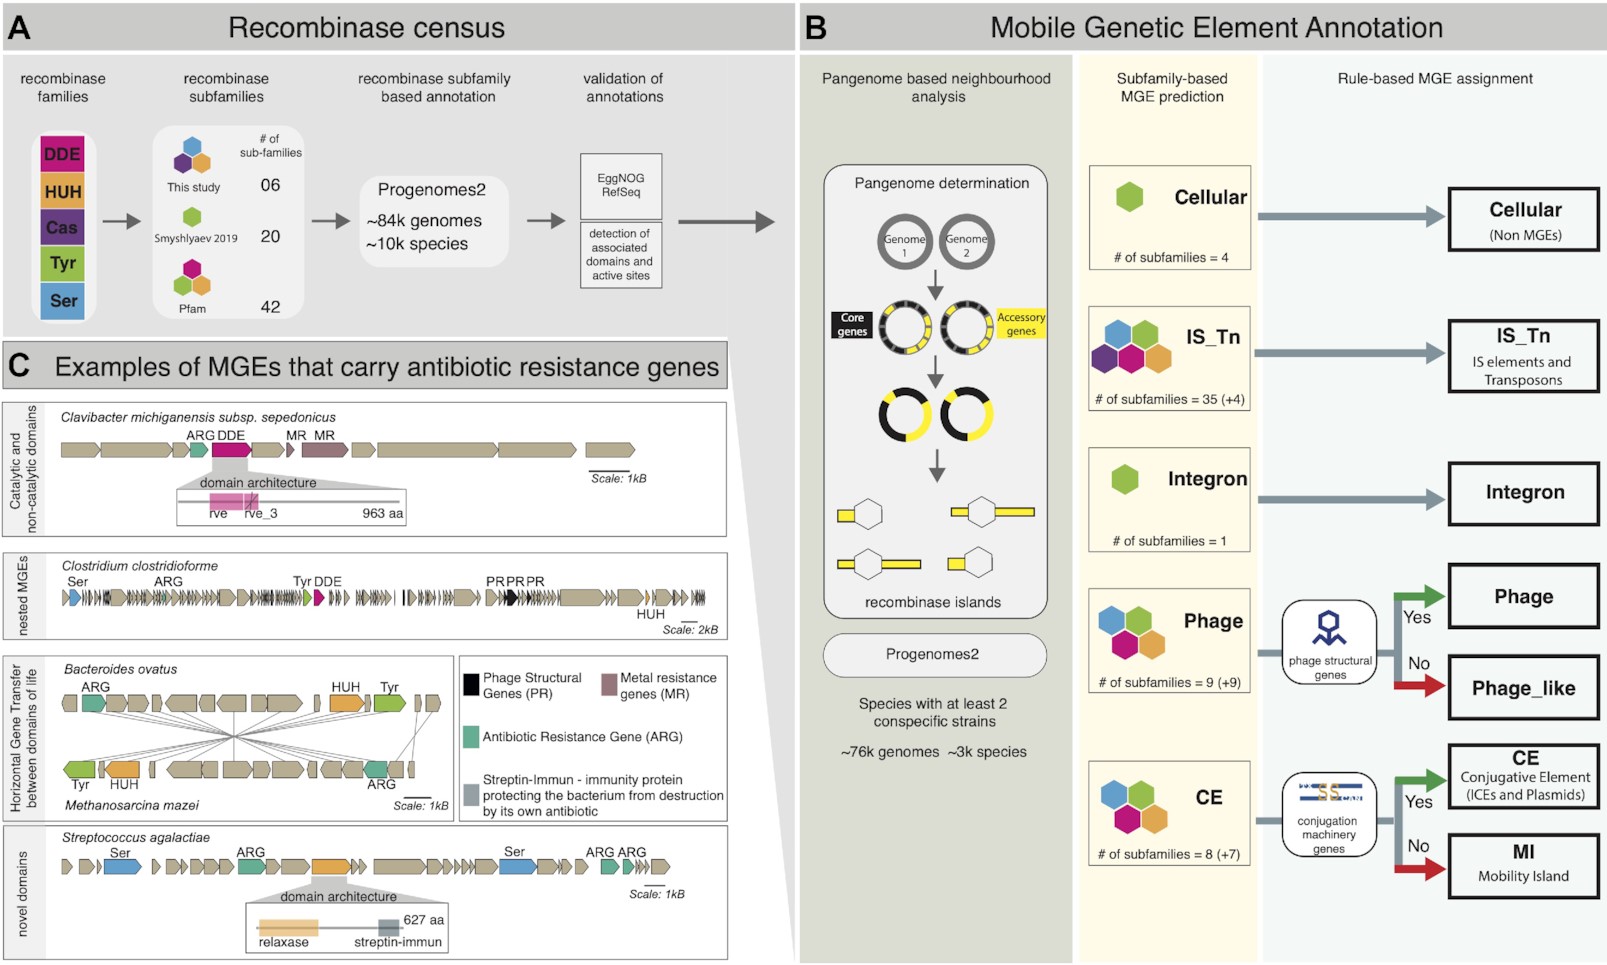 A Recombinase census
recombinase
families
recombinase
subfamilies
recombinase subfamily
based annotation
validation of
annotations
DDE
HUH
Cas
Tyr
Ser
# of
sub-families
This study
06
Smyshlyaev 2019
20
Pfam
42
Progenomes2
~84k genomes
~10k species
EggNOG
RefSeq
detection of
associated
domains and
active sites
B Mobile Genetic Element Annotation
Pangenome based neighbourhood
analysis
Subfamily-based
MGE prediction
Rule-based MGE assignment
Pangenome determination
Genome
1
Genome
2
Core
genes
Accessory
genes
recombinase islands
Progenomes2
Species with at least 2
conspecific strains
~76k genomes ~3k species
Cellular
# of subfamilies = 4
Cellular
(Non MGEs)
IS_Tn
# of subfamilies = 35 (+4)
IS_Tn
IS elements and
Transposons
Integron
# of subfamilies = 1
Integron
Phage
# of subfamilies = 9 (+9)
phage structural
genes
Yes
No
Phage
Phage_like
CE
# of subfamilies = 8 (+7)
SS
conjugation
machinery
genes
Yes
No
CE
Conjugative Element
(ICEs and Plasmids)
MI
Mobility Island
C Examples of MGEs that carry antibiotic resistance genes
Catalytic and
non-catalytic domains
Clavibacter michiganensis subsp. sepedonicus
ARG DDE MR MR
Scale: 1kB
domain architecture
rve rve_3 963 aa
nested MGEs
Clostridium clostridioforme
Ser ARG Tyr DDE PR PR PR
HUH
Scale: 2kB
Horizontal Gene Transfer
between domains of life
Bacteroides ovatus
ARG HUH Tyr
Tyr HUH ARG
Methanosarcina mazei
Scale: 1kB
Phage Structural
Genes (PR)
Metal resistance
genes (MR)
Antibiotic Resistance Gene (ARG)
Streptin-Immun - immunity protein
protecting the bacterium from destruction
by its own antibiotic
novel domains
Streptococcus agalactiae
Ser ARG Ser ARG ARG
Scale: 1kB
domain architecture
627 aa
relaxase streptin-immun